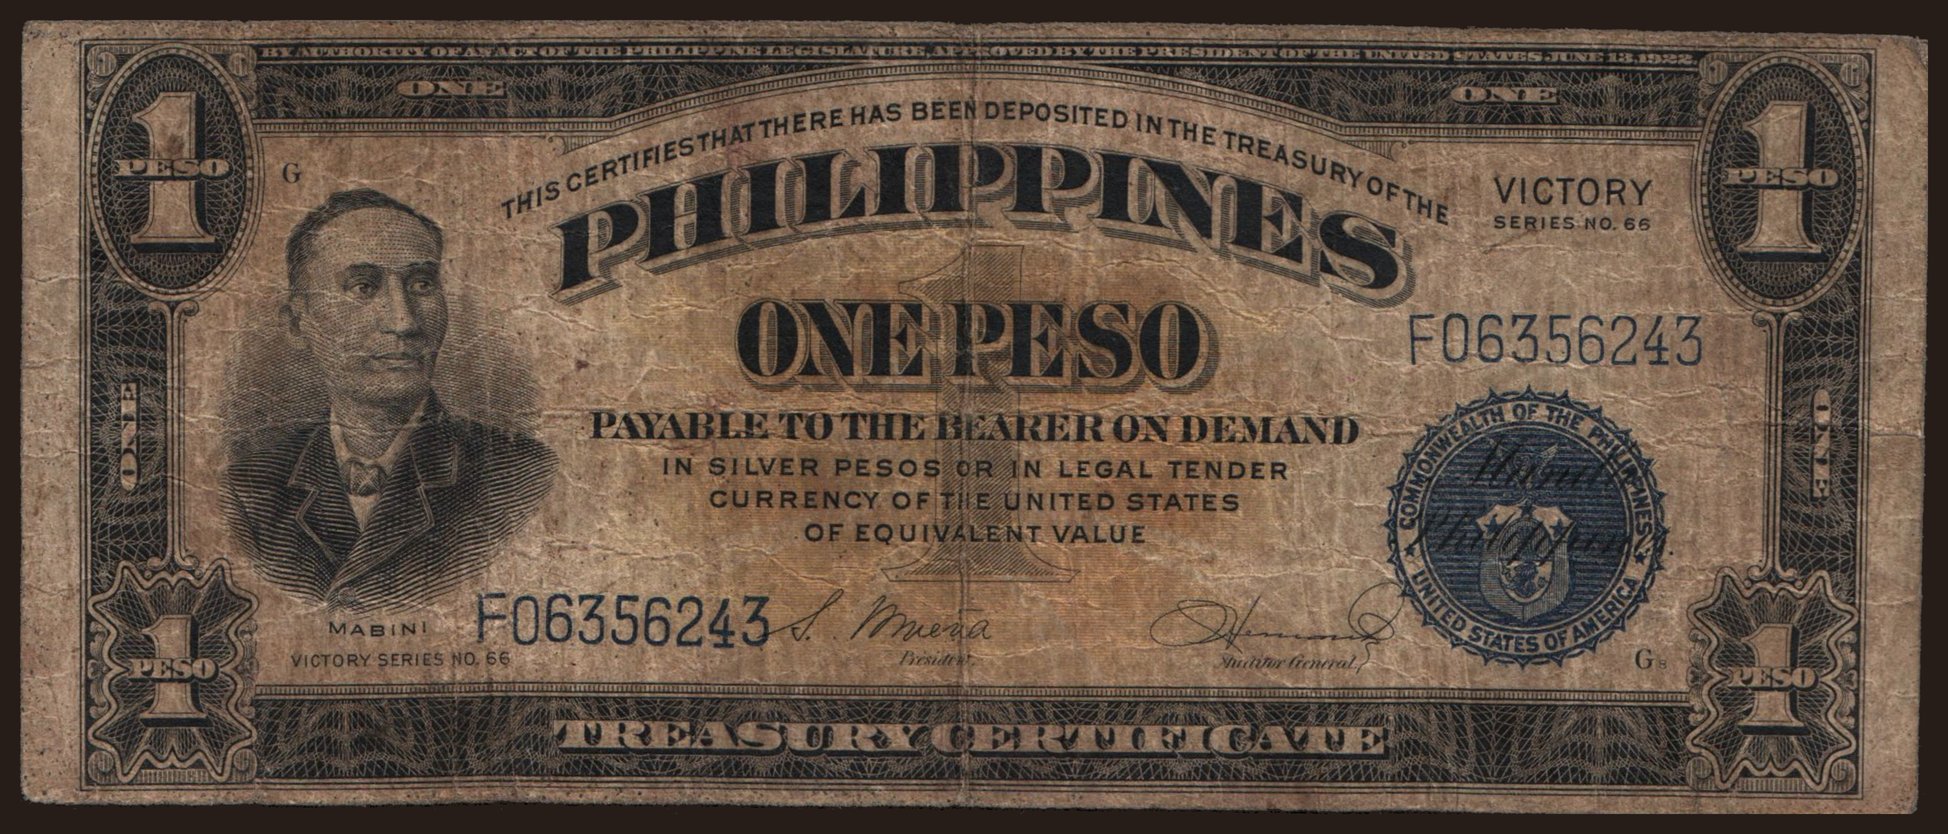 BY AUTHORITY OF AN ACT OF THE PHILIPPINE LEGISLATURE APPROVED BY THE PRESIDENT OF THE UNITED STATES JUNE 13, 1922
ONE
ONE
1
PESO
1
PESO
G
THIS CERTIFIES THAT THERE HAS BEEN DEPOSITED IN THE TREASURY OF THE
PHILIPPINES
VICTORY
SERIES NO. 66
1
ONE PESO
F06356243
ONE
ONE
PAYABLE TO THE BEARER ON DEMAND
IN SILVER PESOS OR IN LEGAL TENDER
CURRENCY OF THE UNITED STATES
OF EQUIVALENT VALUE
COMMONWEALTH OF THE PHILIPPINES
UNITED STATES OF AMERICA
MABINI
VICTORY SERIES NO. 66
F06356243
President.
Auditor General.
G8
1
PESO
1
PESO
TREASURY CERTIFICATE